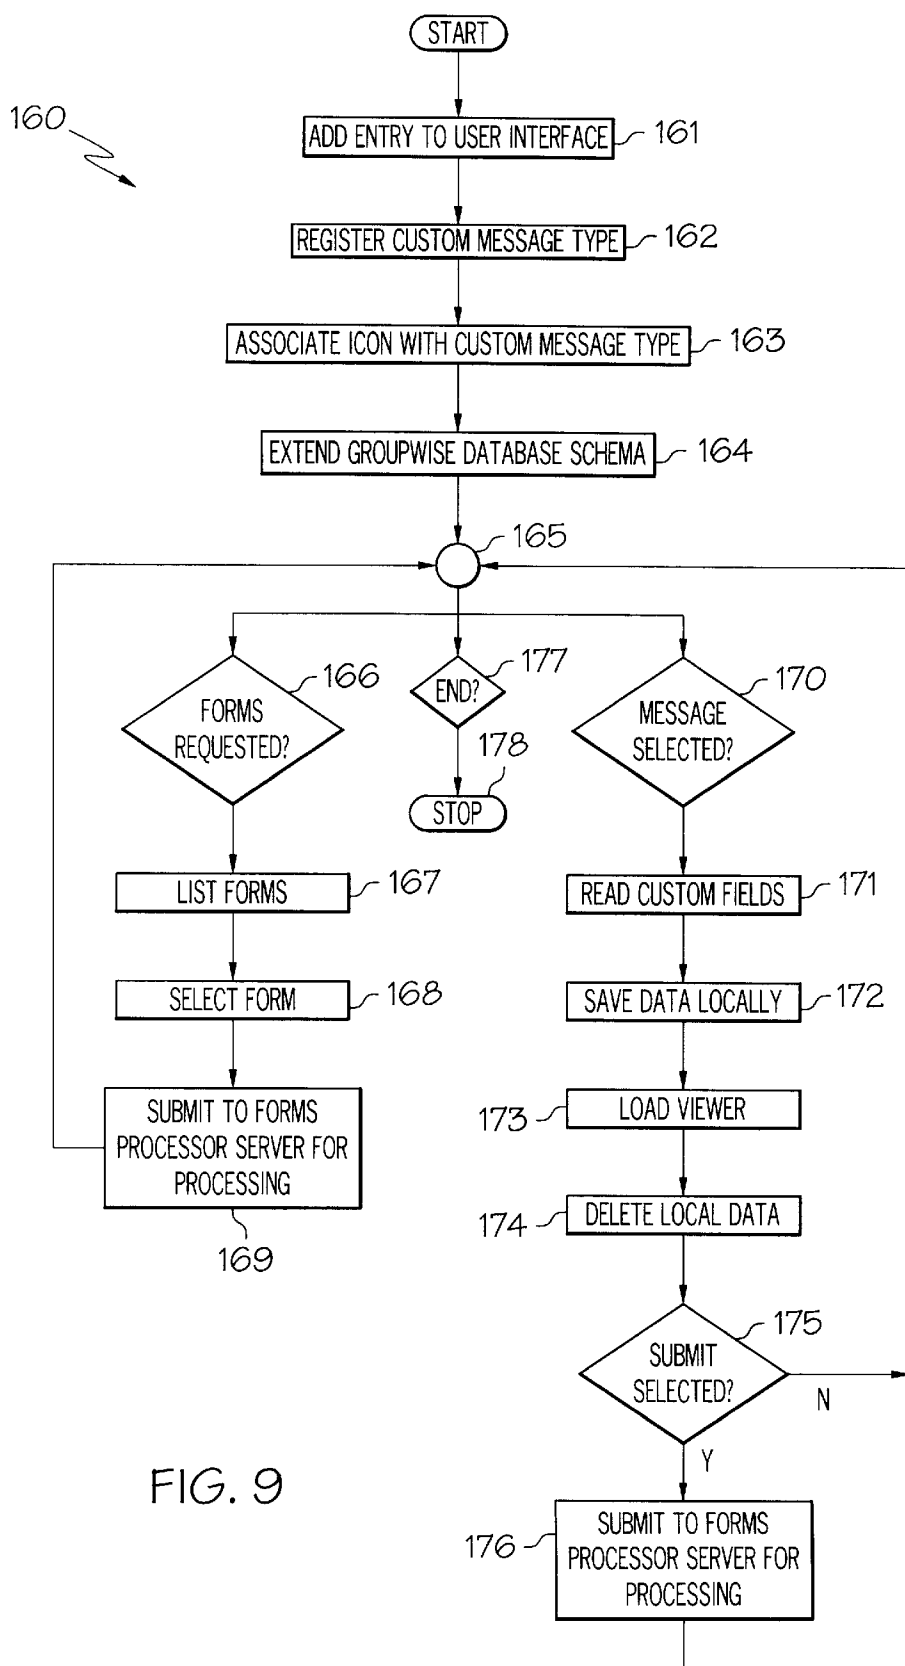 START
160
ADD ENTRY TO USER INTERFACE
161
REGISTER CUSTOM MESSAGE TYPE
162
ASSOCIATE ICON WITH CUSTOM MESSAGE TYPE
163
EXTEND GROUPWISE DATABASE SCHEMA
164
165
166
FORMS
REQUESTED?
177
END?
178
STOP
170
MESSAGE
SELECTED?
LIST FORMS
167
SELECT FORM
168
SUBMIT TO FORMS
PROCESSOR SERVER FOR
PROCESSING
169
READ CUSTOM FIELDS
171
SAVE DATA LOCALLY
172
173
LOAD VIEWER
174
DELETE LOCAL DATA
175
SUBMIT
SELECTED?
N
Y
176
SUBMIT TO FORMS
PROCESSOR SERVER FOR
PROCESSING
FIG. 9